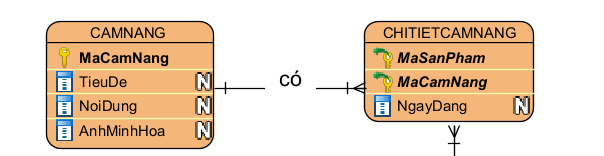 CAMNANG
MaCamNang
TieuDe N
NoiDung N
AnhMinhHoa N
có
CHITIETCAMNANG
MaSanPham
MaCamNang
NgayDang N